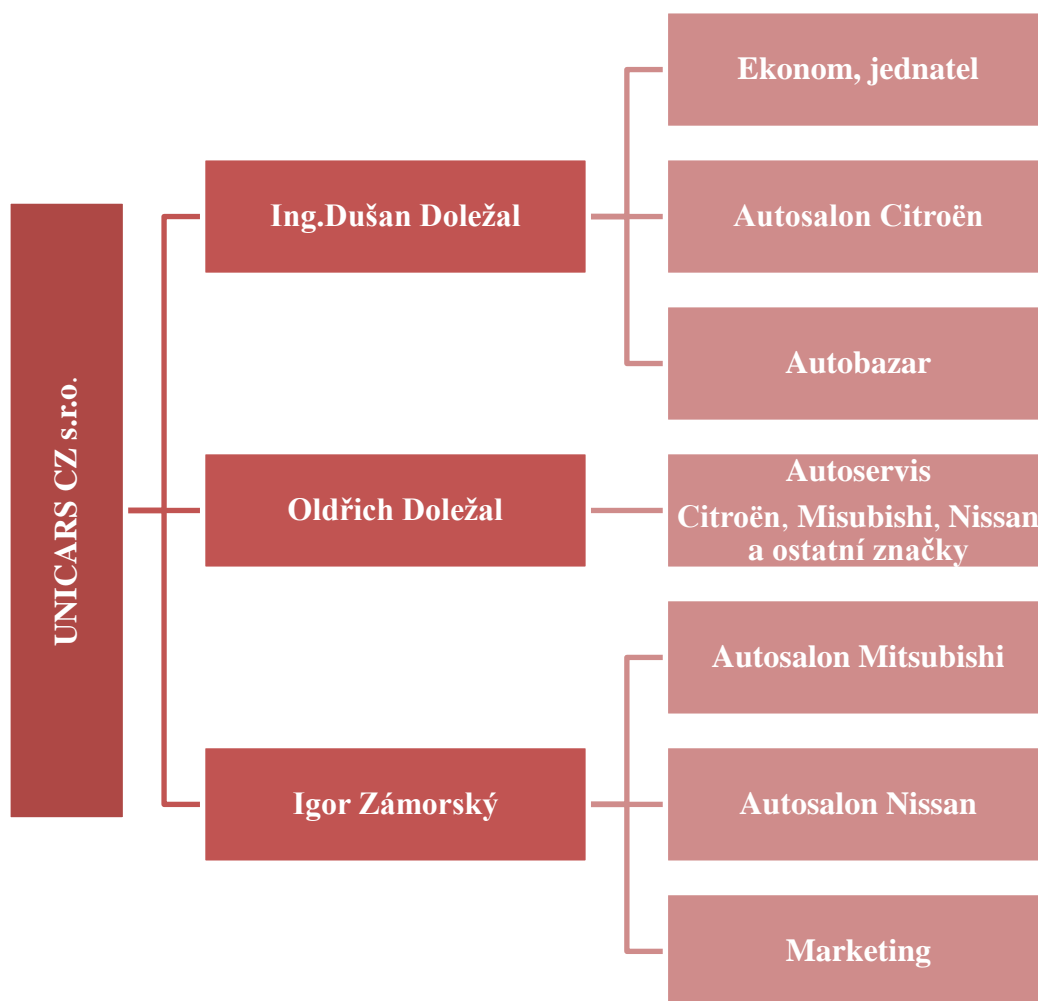 UNICARS CZ s.r.o.
Ing.Dušan Doležal
Ekonom, jednatel
Autosalon Citroën
Autobazar
Oldřich Doležal
Autoservis
Citroën, Misubishi, Nissan
a ostatní značky
Igor Zámorský
Autosalon Mitsubishi
Autosalon Nissan
Marketing